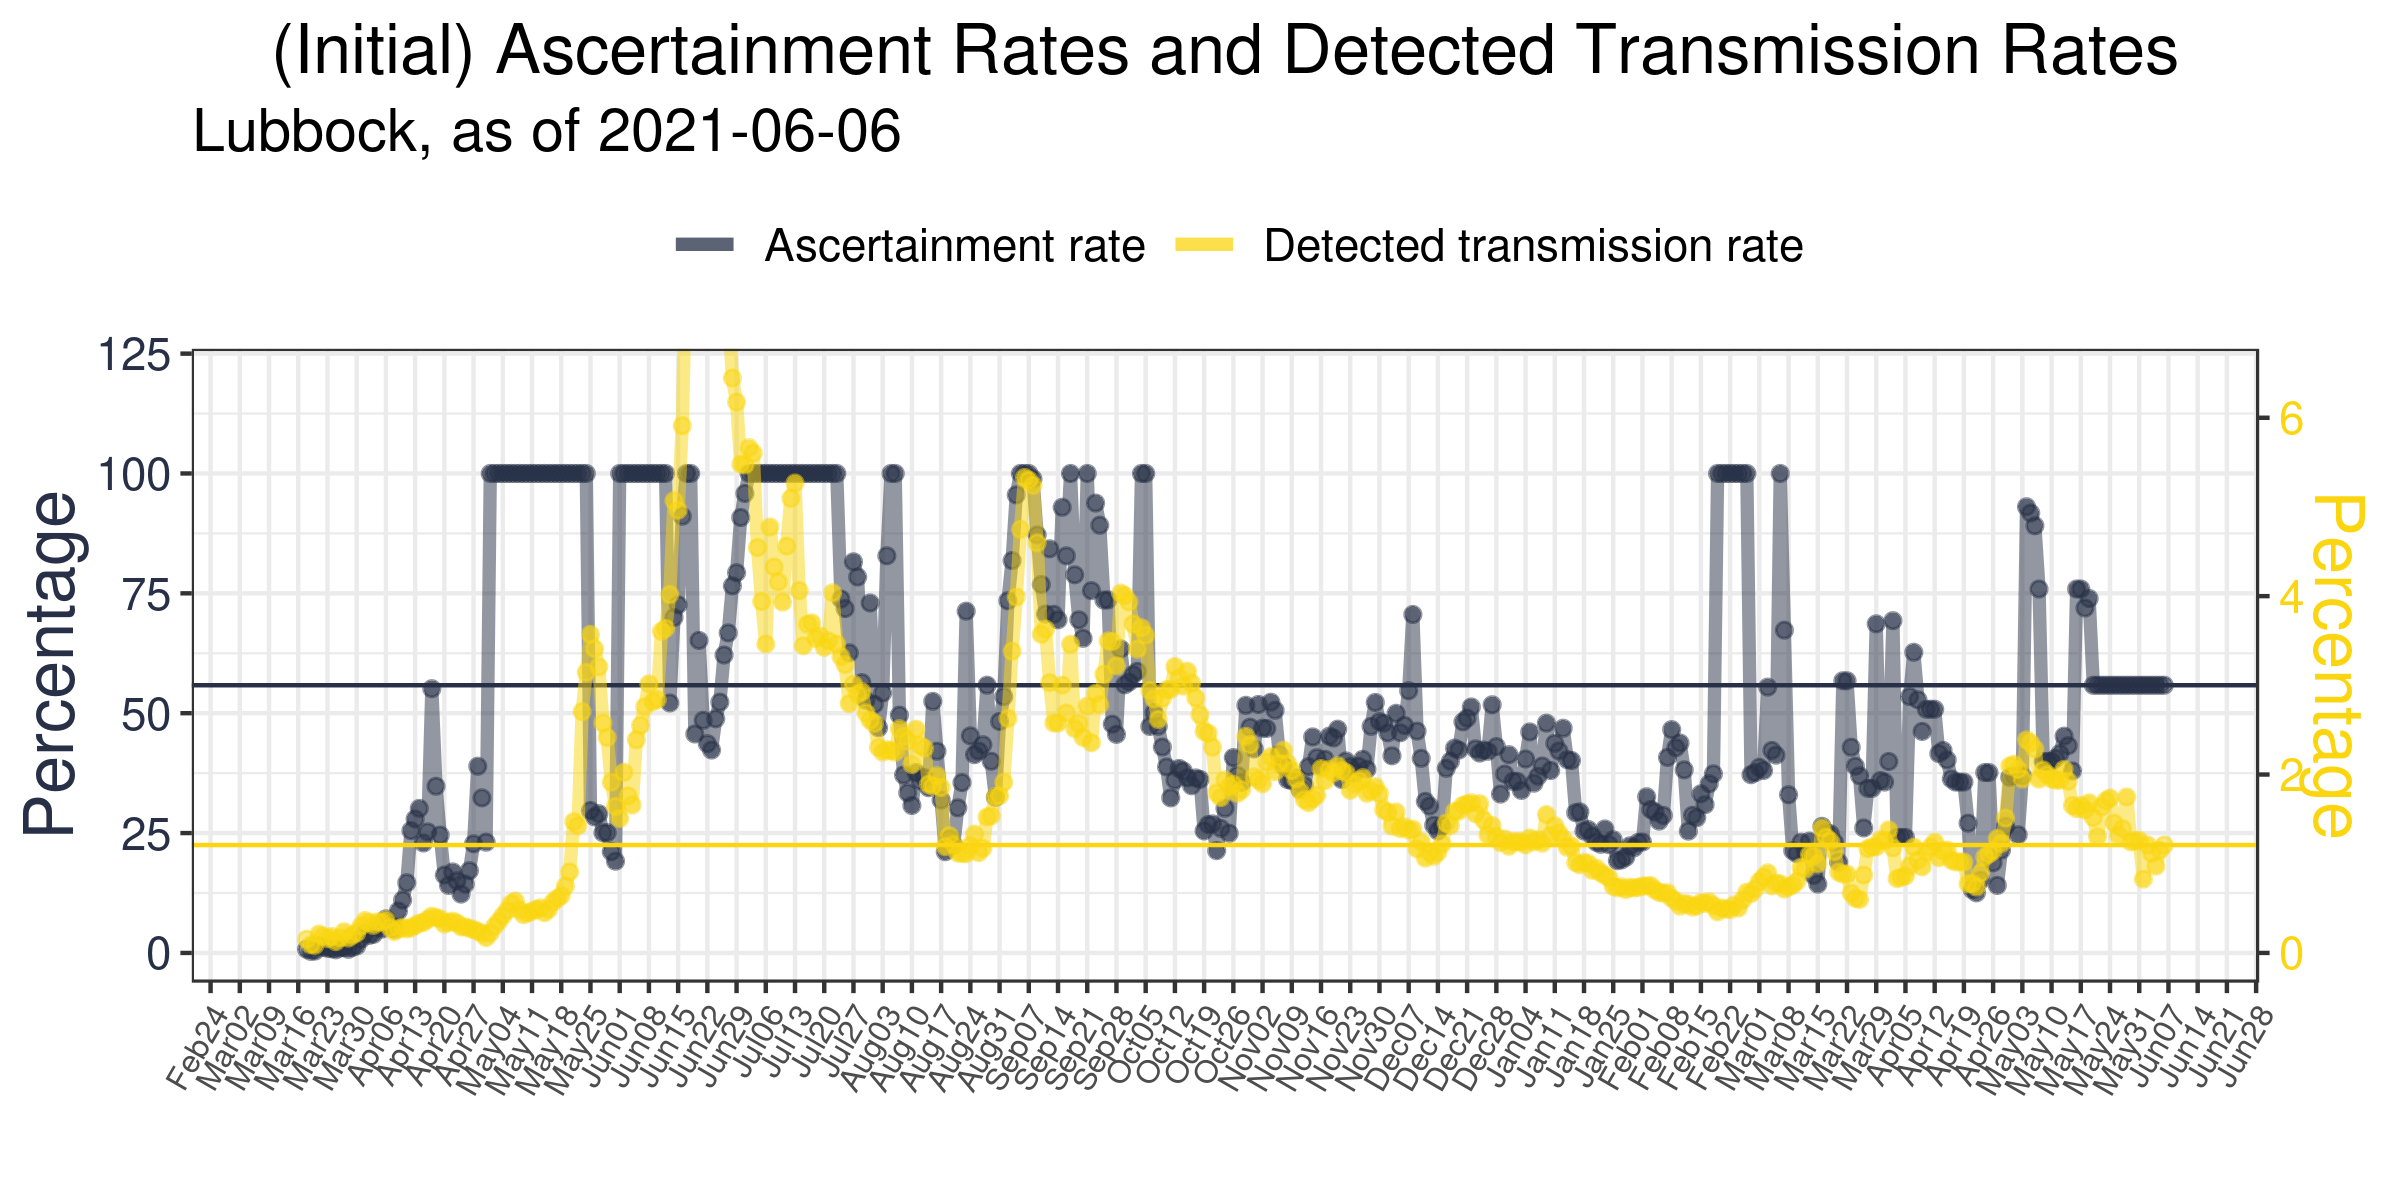 (Initial) Ascertainment Rates and Detected Transmission Rates
Lubbock, as of 2021-06-06
Ascertainment rate
Detected transmission rate
Percentage
125
100
75
50
25
0
6
4
2
0
Percentage
Feb24
Mar02
Mar09
Mar16
Mar23
Mar30
Apr06
Apr13
Apr20
Apr27
May04
May11
May18
May25
Jun01
Jun08
Jun15
Jun22
Jun29
Jul06
Jul13
Jul20
Jul27
Aug03
Aug10
Aug17
Aug24
Aug31
Sep07
Sep14
Sep21
Sep28
Oct05
Oct12
Oct19
Oct26
Nov02
Nov09
Nov16
Nov23
Nov30
Dec07
Dec14
Dec21
Dec28
Jan04
Jan11
Jan18
Jan25
Feb01
Feb08
Feb15
Feb22
Mar01
Mar08
Mar15
Mar22
Mar29
Apr05
Apr12
Apr19
Apr26
May03
May10
May17
May24
May31
Jun07
Jun14
Jun21
Jun28